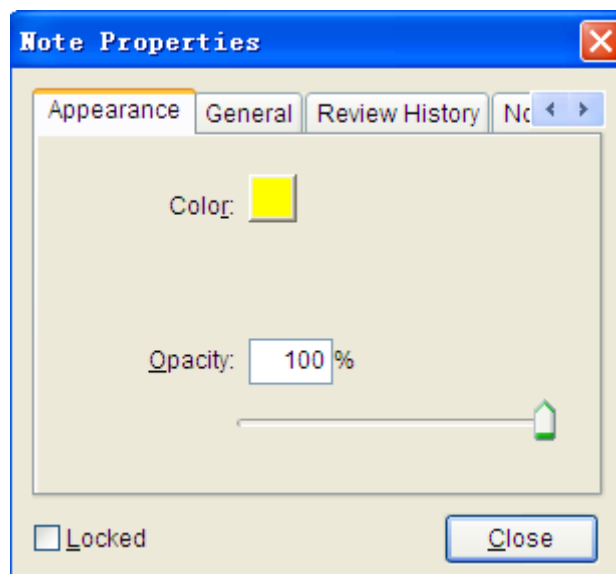 Note Properties
Appearance General Review History
Color:
Opacity: 100 %
Locked Close